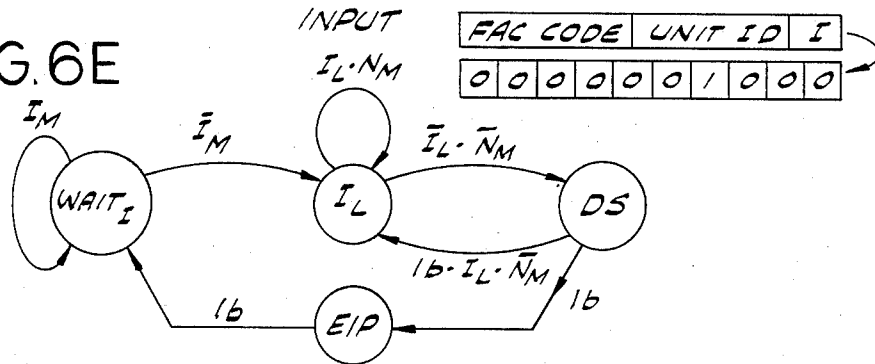 INPUT
FAC CODE UNIT ID I
0 0 0 0 0 0 1 0 0 0
G.6E
I_L·N_M
I_M
Ī_M
Ī_L·N̄_M
WAIT_I
I_L
DS
1b·I_L·N̄_M
1b
1b
EIP